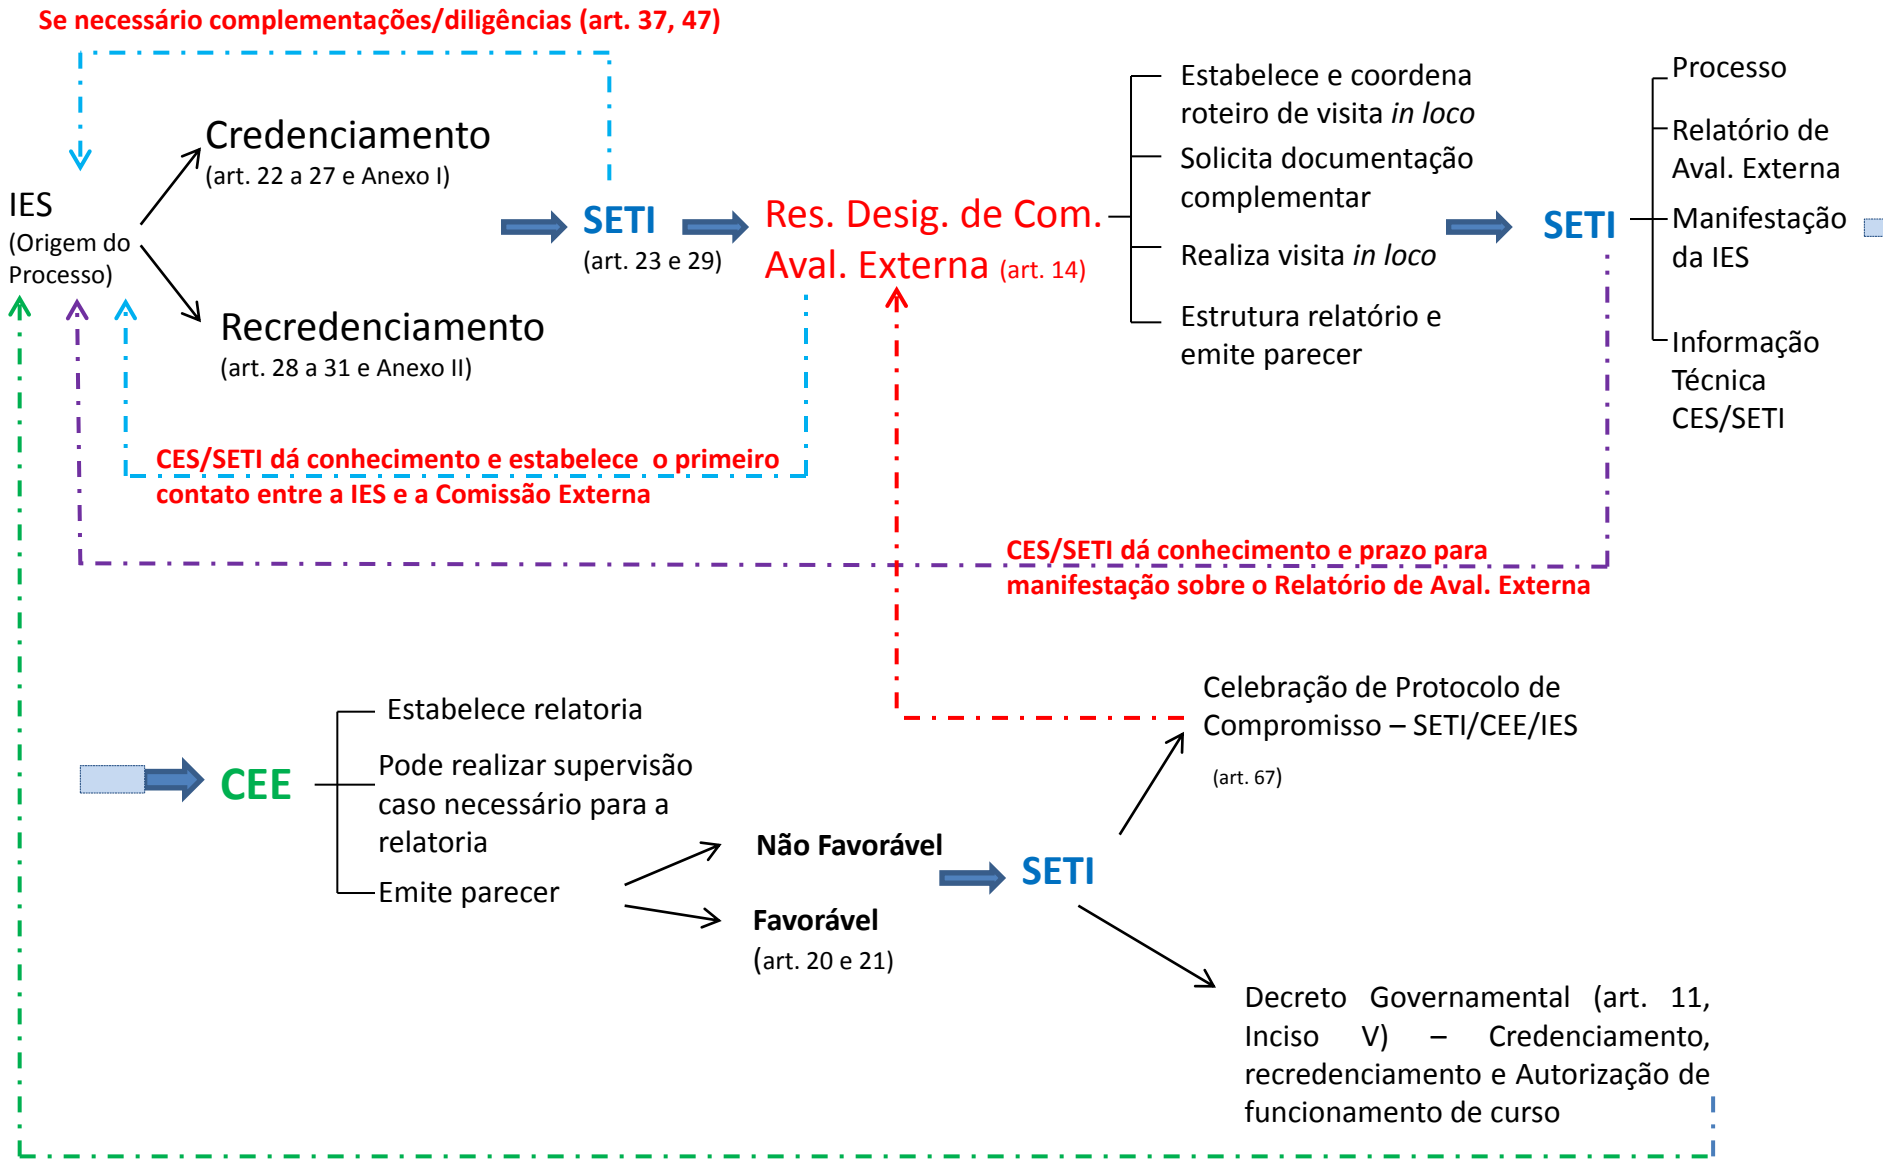 Se necessário complementações/diligências (art. 37, 47)
IES
(Origem do
Processo)
Credenciamento
(art. 22 a 27 e Anexo I)
Recredenciamento
(art. 28 a 31 e Anexo II)
SETI
(art. 23 e 29)
Res. Desig. de Com.
Aval. Externa (art. 14)
Estabelece e coordena
roteiro de visita in loco
Solicita documentação
complementar
Realiza visita in loco
Estrutura relatório e
emite parecer
SETI
Processo
Relatório de
Aval. Externa
Manifestação
da IES
Informação
Técnica
CES/SETI
CES/SETI dá conhecimento e estabelece o primeiro
contato entre a IES e a Comissão Externa
CES/SETI dá conhecimento e prazo para
manifestação sobre o Relatório de Aval. Externa
CEE
Estabelece relatoria
Pode realizar supervisão
caso necessário para a
relatoria
Emite parecer
Não Favorável
Favorável
(art. 20 e 21)
SETI
Celebração de Protocolo de
Compromisso – SETI/CEE/IES
(art. 67)
Decreto Governamental (art. 11,
Inciso V) – Credenciamento,
recredenciamento e Autorização de
funcionamento de curso